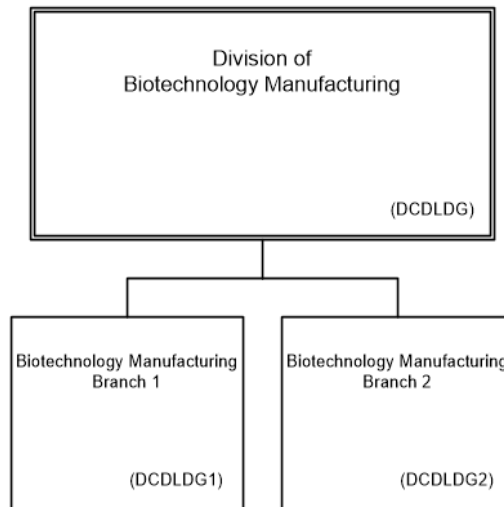 Division of
Biotechnology Manufacturing
(DCDLDG)
Biotechnology Manufacturing
Branch 1
(DCDLDG1)
Biotechnology Manufacturing
Branch 2
(DCDLDG2)